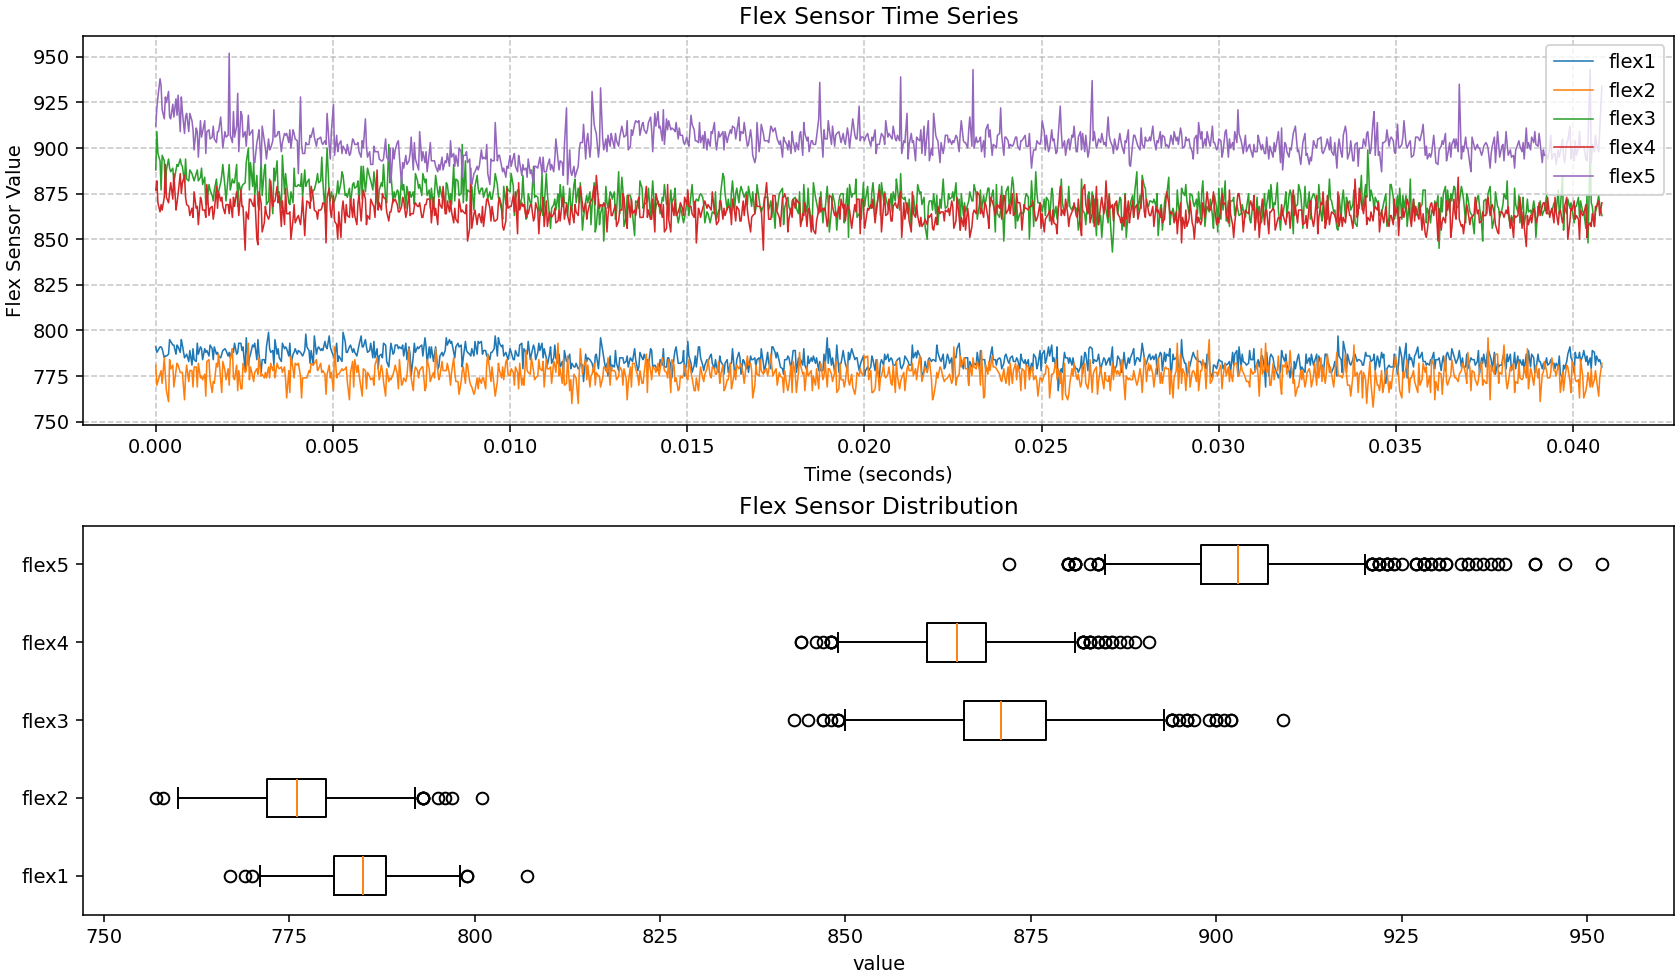 Flex Sensor Time Series
Flex Sensor Value
950
925
900
875
850
825
800
775
750
flex1
flex2
flex3
flex4
flex5
0.000 0.005 0.010 0.015 0.020 0.025 0.030 0.035 0.040
Time (seconds)
Flex Sensor Distribution
flex5
flex4
flex3
flex2
flex1
750 775 800 825 850 875 900 925 950
value